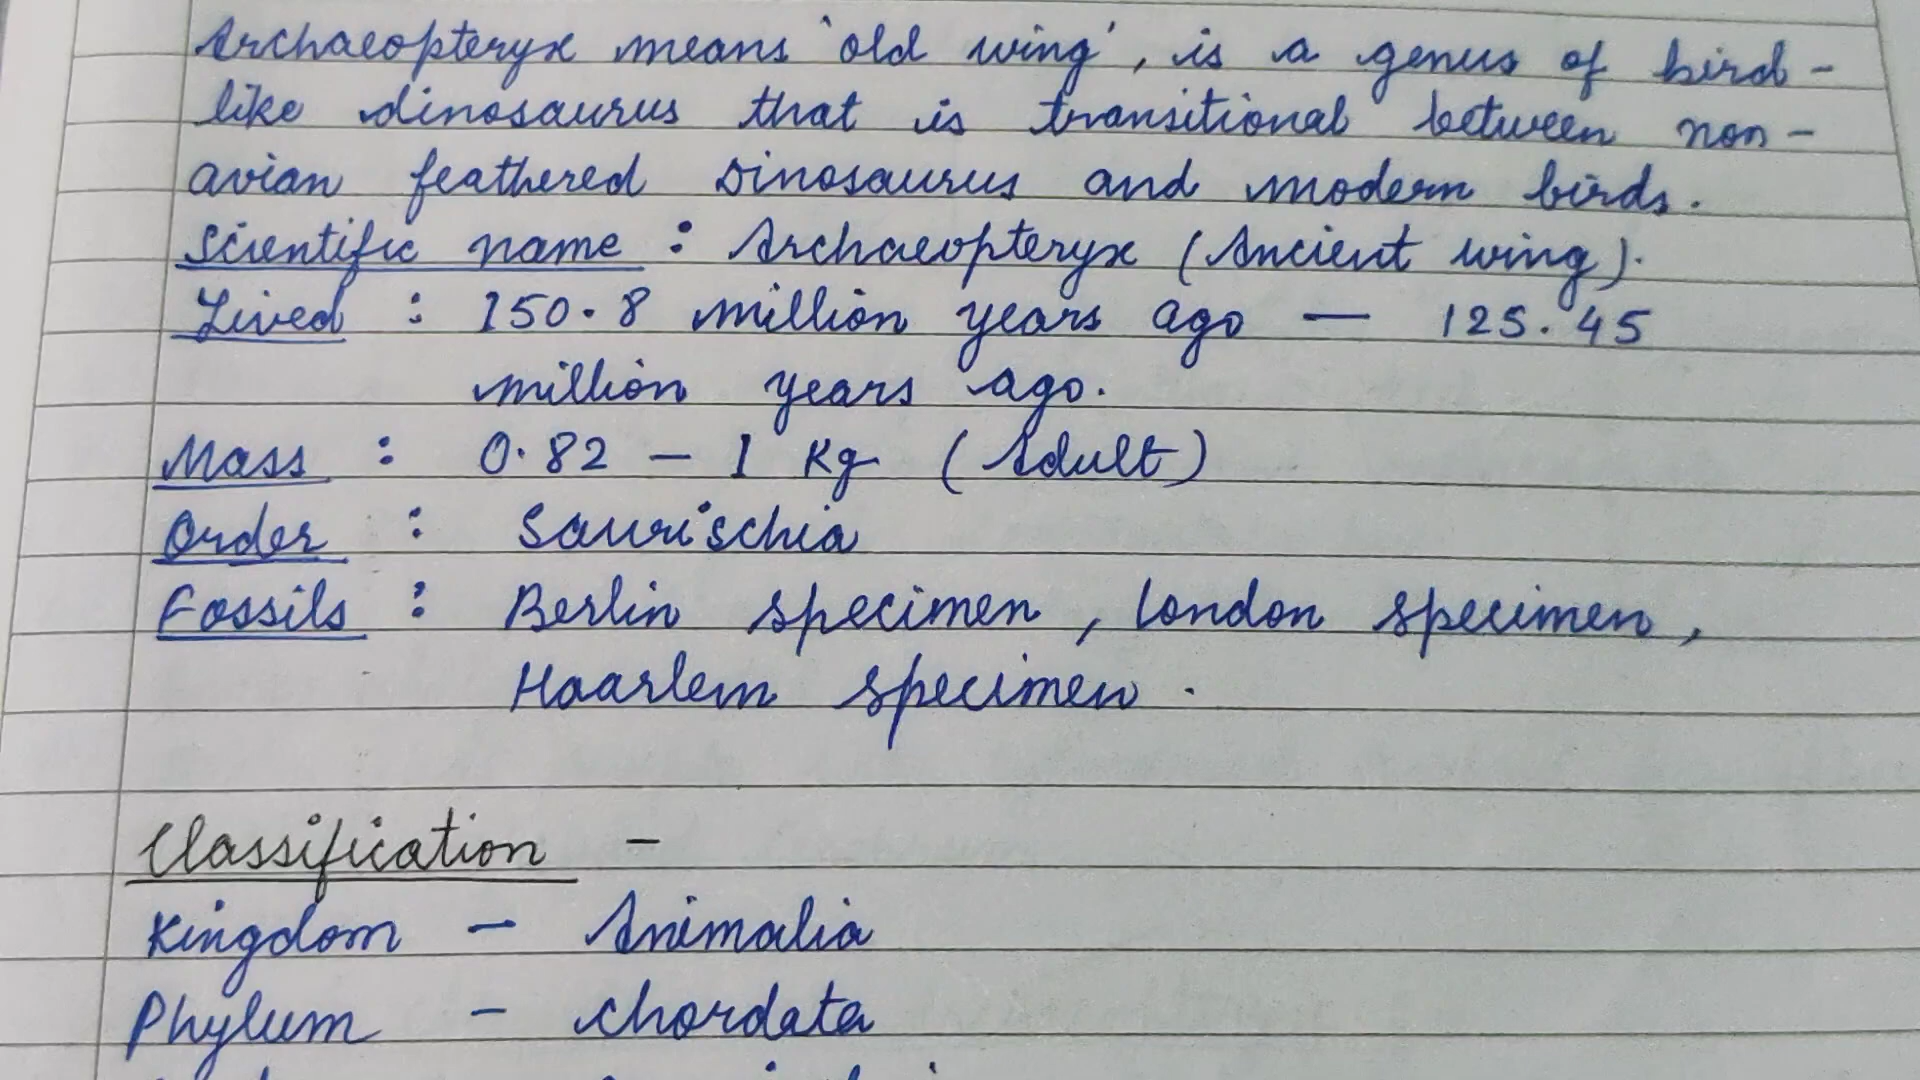 Archaeopteryx means 'old wing', is a genus of bird-
like dinosaurus that is transitional between non-
avian feathered Dinosaurus and modern birds.
Scientific name : Archaeopteryx (Ancient wing).
Lived : 150.8 million years ago — 125.45
million years ago.
Mass : 0.82 – 1 Kg (Adult)
Order : Saurischia
Fossils : Berlin specimen, London specimen,
Haarlem specimen.
Classification –
Kingdom – Animalia
Phylum – chordata